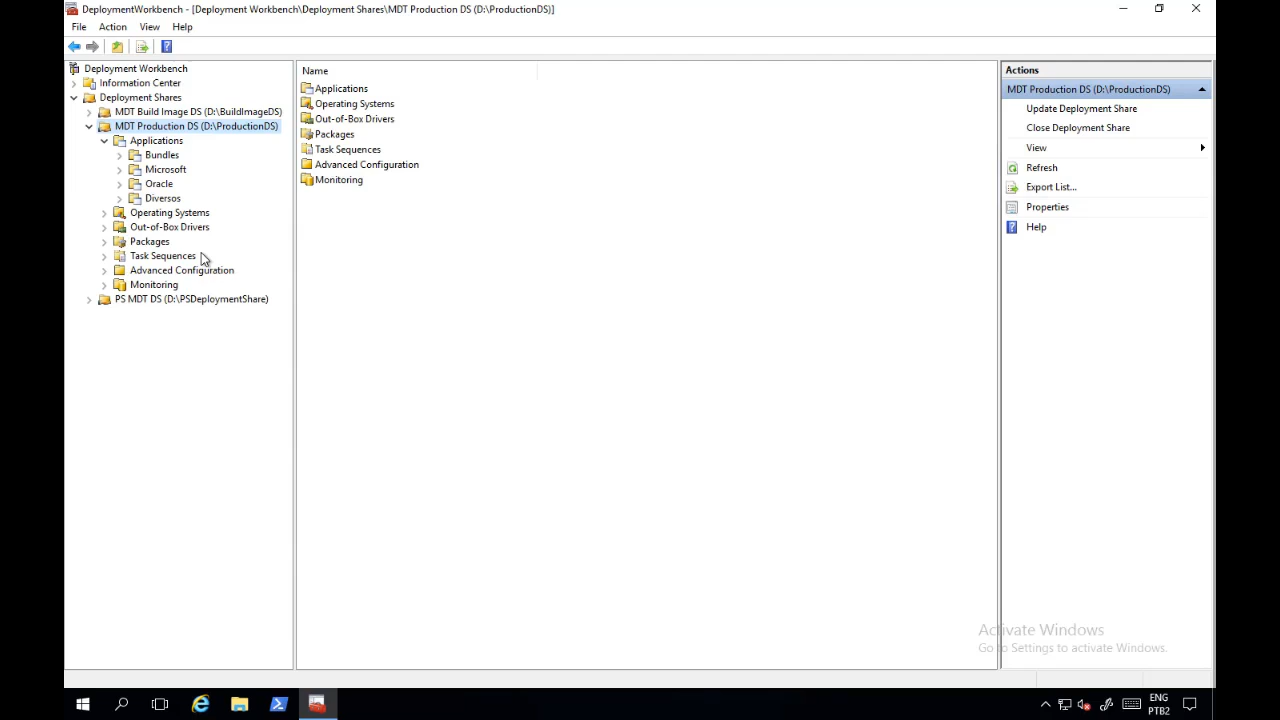 DeploymentWorkbench - [Deployment Workbench\Deployment Shares\MDT Production DS (D:\ProductionDS)]
File Action View Help
Deployment Workbench
Information Center
Deployment Shares
MDT Build Image DS (D:\BuildImageDS)
MDT Production DS (D:\ProductionDS)
Applications
Bundles
Microsoft
Oracle
Diversos
Operating Systems
Out-of-Box Drivers
Packages
Task Sequences
Advanced Configuration
Monitoring
PS MDT DS (D:\PSDeploymentShare)
Name
Applications
Operating Systems
Out-of-Box Drivers
Packages
Task Sequences
Advanced Configuration
Monitoring
Actions
MDT Production DS (D:\ProductionDS)
Update Deployment Share
Close Deployment Share
View
Refresh
Export List...
Properties
Help
Activate Windows
Go to Settings to activate Windows.
ENG
PTB2